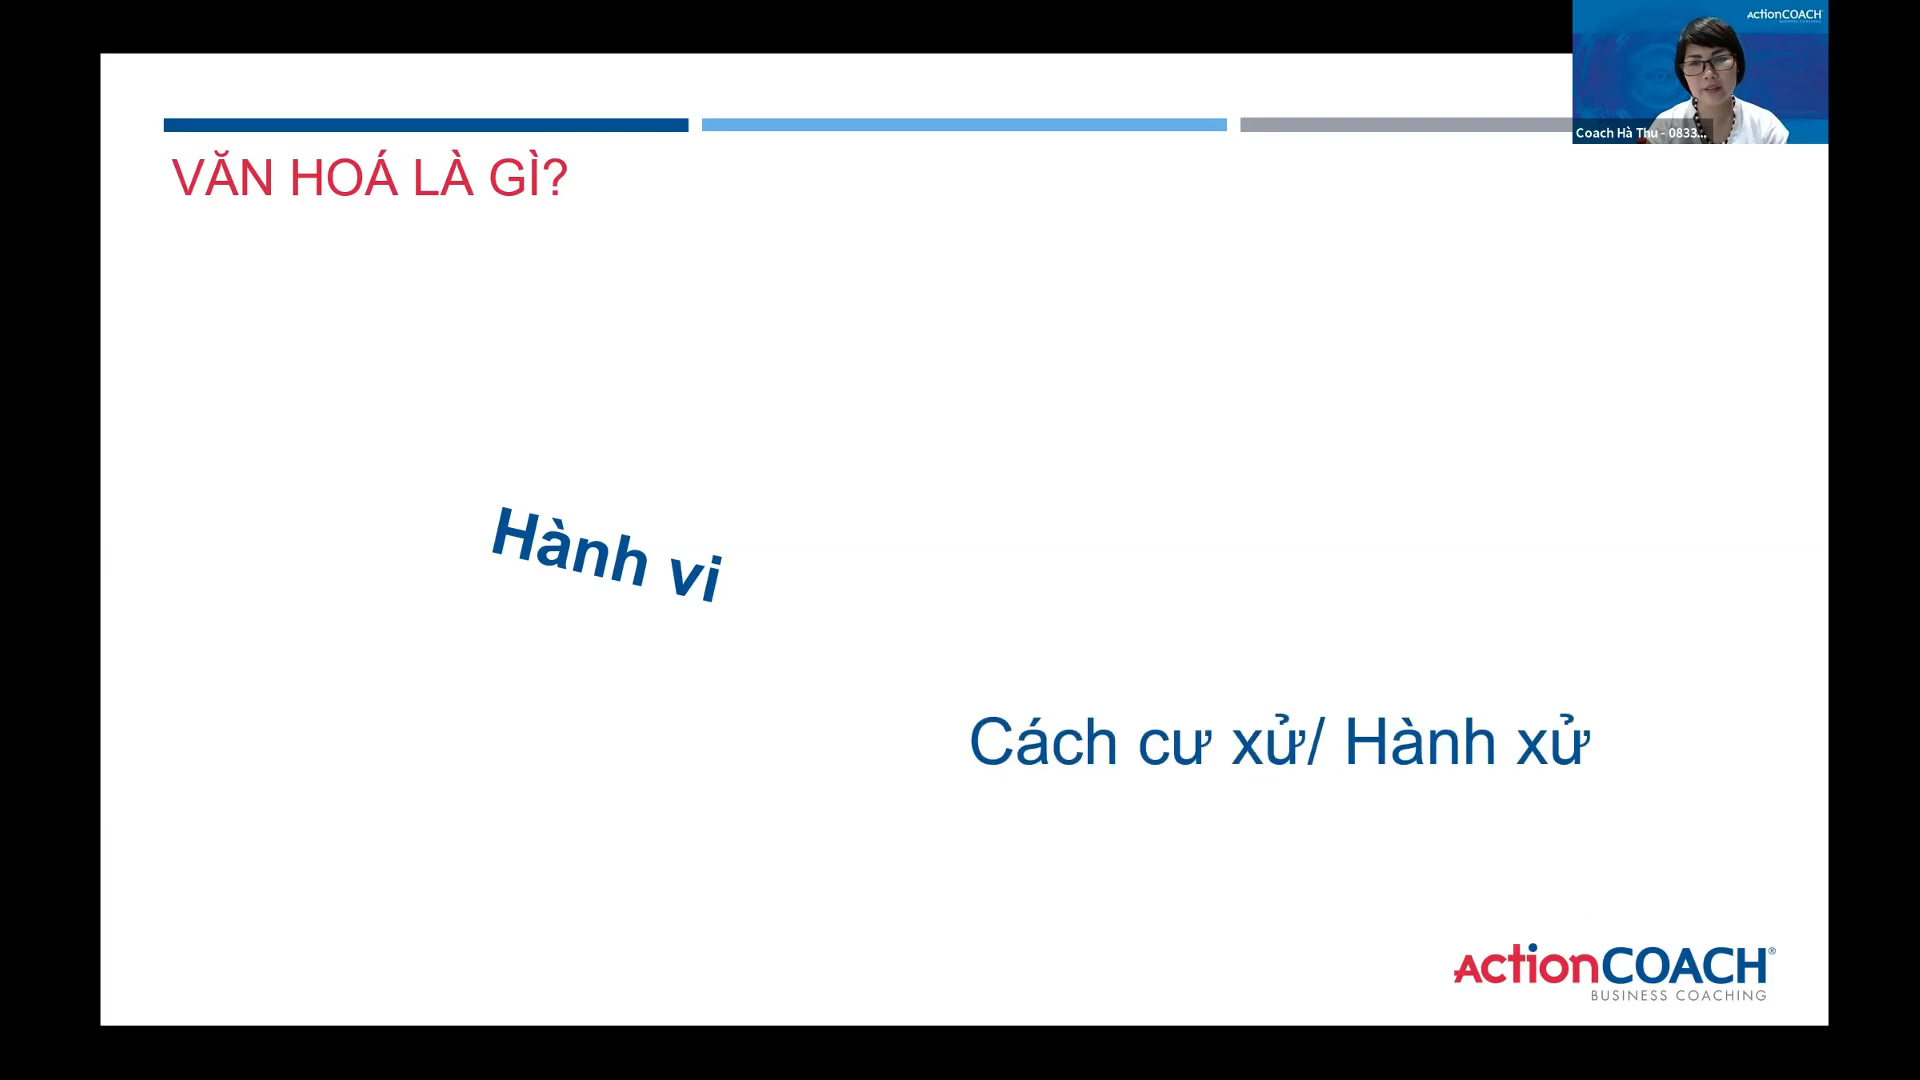 actionCOACH
Coach Hà Thu - 0833...
VĂN HOÁ LÀ GÌ?
Hành vi
Cách cư xử/ Hành xử
actionCOACH®
BUSINESS COACHING